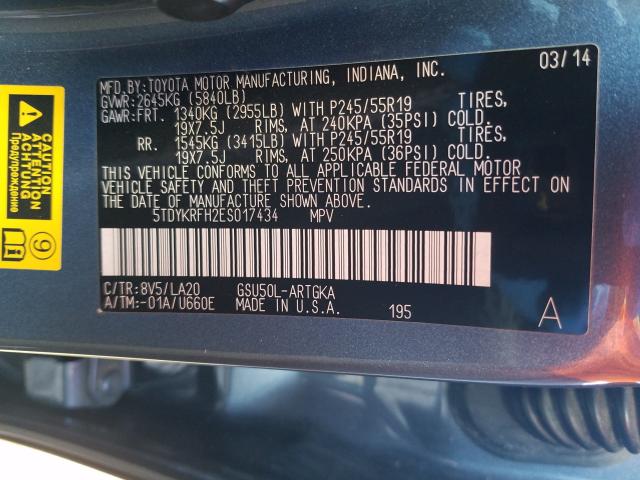 03/14
MFD.BY:TOYOTA MOTOR MANUFACTURING, INDIANA, INC.
GVWR:2645KG (5840LB)
GAWR:FRT. 1340KG (2955LB) WITH P245/55R19 TIRES,
19X7.5J RIMS, AT 240KPA (35PSI) COLD.
RR. 1545KG (3415LB) WITH P245/55R19 TIRES,
19X7.5J RIMS, AT 250KPA (36PSI) COLD.
THIS VEHICLE CONFORMS TO ALL APPLICABLE FEDERAL MOTOR
VEHICLE SAFETY AND THEFT PREVENTION STANDARDS IN EFFECT ON
THE DATE OF MANUFACTURE SHOWN ABOVE.
5TDYKRFH2ES017434 MPV
C/TR:8V5/LA20 GSU50L-ARTGKA
A/TM:-01A/U660E MADE IN U.S.A. 195 A
CAUTION
ATTENTION
ACHTUNG
Предупреждение
9